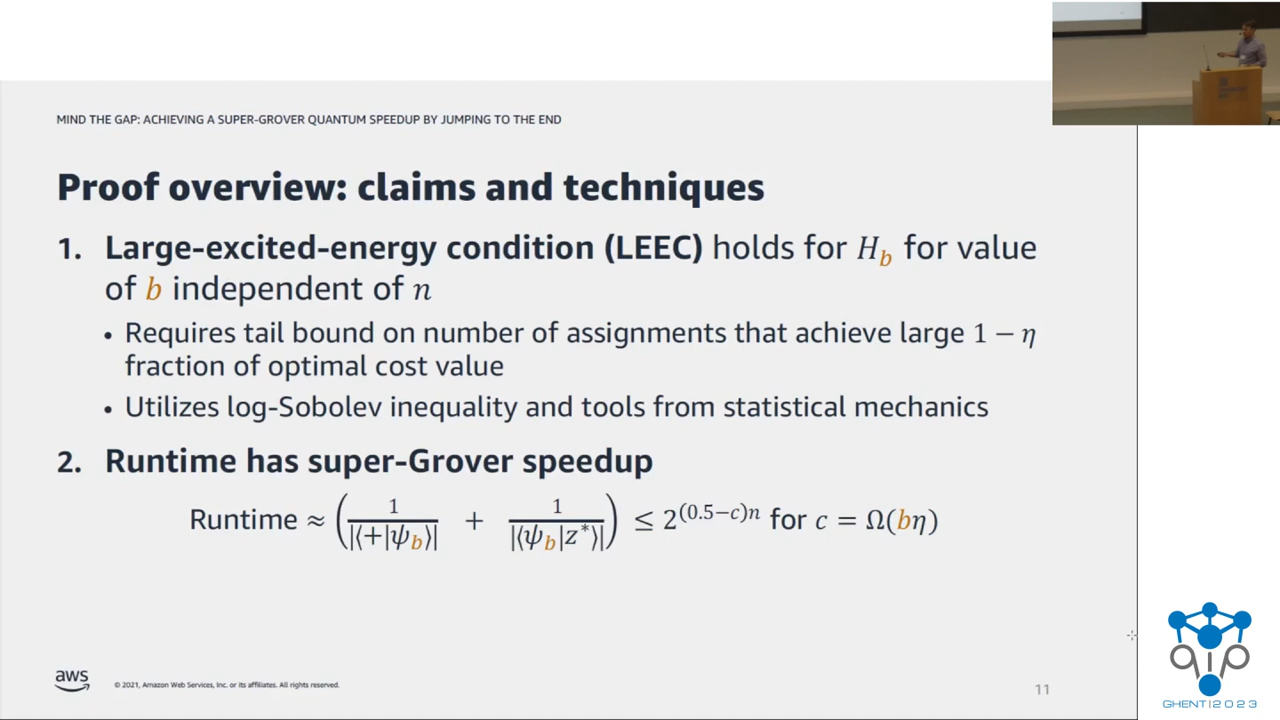 MIND THE GAP: ACHIEVING A SUPER-GROVER QUANTUM SPEEDUP BY JUMPING TO THE END
Proof overview: claims and techniques
1. Large-excited-energy condition (LEEC) holds for H_b for value
of b independent of n
• Requires tail bound on number of assignments that achieve large 1 − η
fraction of optimal cost value
• Utilizes log-Sobolev inequality and tools from statistical mechanics
2. Runtime has super-Grover speedup
Runtime ≈ (1/|⟨+|ψ_b⟩| + 1/|⟨ψ_b|z*⟩|) ≤ 2^{(0.5−c)n} for c = Ω(bη)
aws
© 2021, Amazon Web Services, Inc. or its affiliates. All rights reserved.
11
qip
GHENT|2023